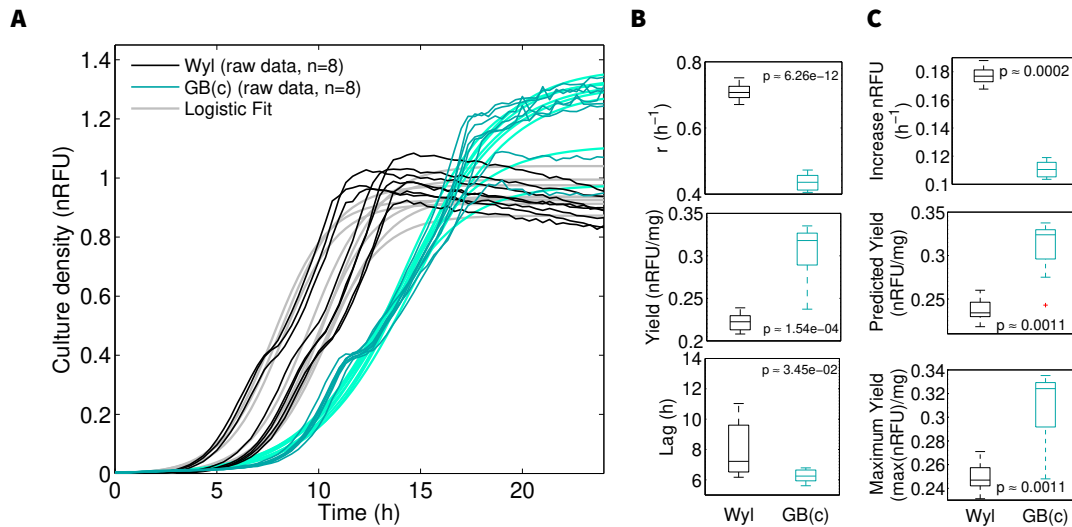 A
B
C
Wyl (raw data, n=8)
GB(c) (raw data, n=8)
Logistic Fit
Culture density (nRFU)
1.4
1.2
1
0.8
0.6
0.4
0.2
0
0
5
10
15
20
Time (h)
r (h⁻¹)
0.8
0.6
0.4
p ≈ 6.26e−12
Yield (nRFU/mg)
0.35
0.3
0.25
0.2
p ≈ 1.54e−04
Lag (h)
14
12
10
8
6
p ≈ 3.45e−02
Wyl
GB(c)
Increase nRFU
(h⁻¹)
0.18
0.16
0.14
0.12
0.1
p ≈ 0.0002
Predicted Yield
(nRFU/mg)
0.35
0.3
0.25
p ≈ 0.0011
Maximum Yield
(max(nRFU)/mg)
0.34
0.32
0.3
0.28
0.26
0.24
p ≈ 0.0011
Wyl
GB(c)